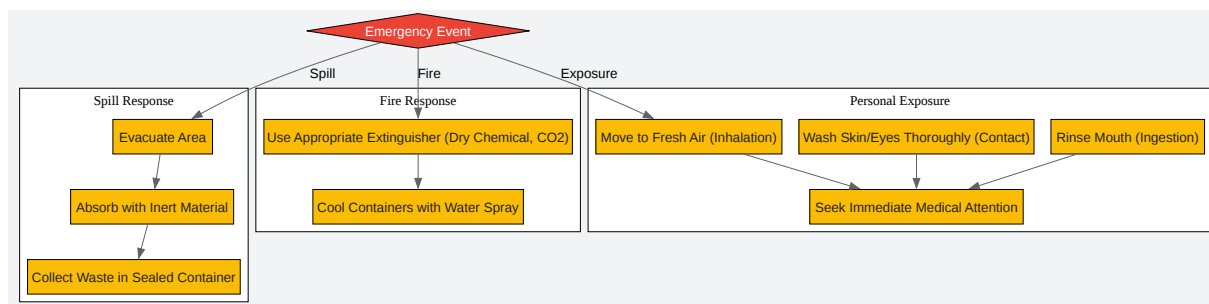 Emergency Event
Spill
Fire
Exposure
Spill Response
Evacuate Area
Absorb with Inert Material
Collect Waste in Sealed Container
Fire Response
Use Appropriate Extinguisher (Dry Chemical, CO2)
Cool Containers with Water Spray
Personal Exposure
Move to Fresh Air (Inhalation)
Wash Skin/Eyes Thoroughly (Contact)
Rinse Mouth (Ingestion)
Seek Immediate Medical Attention